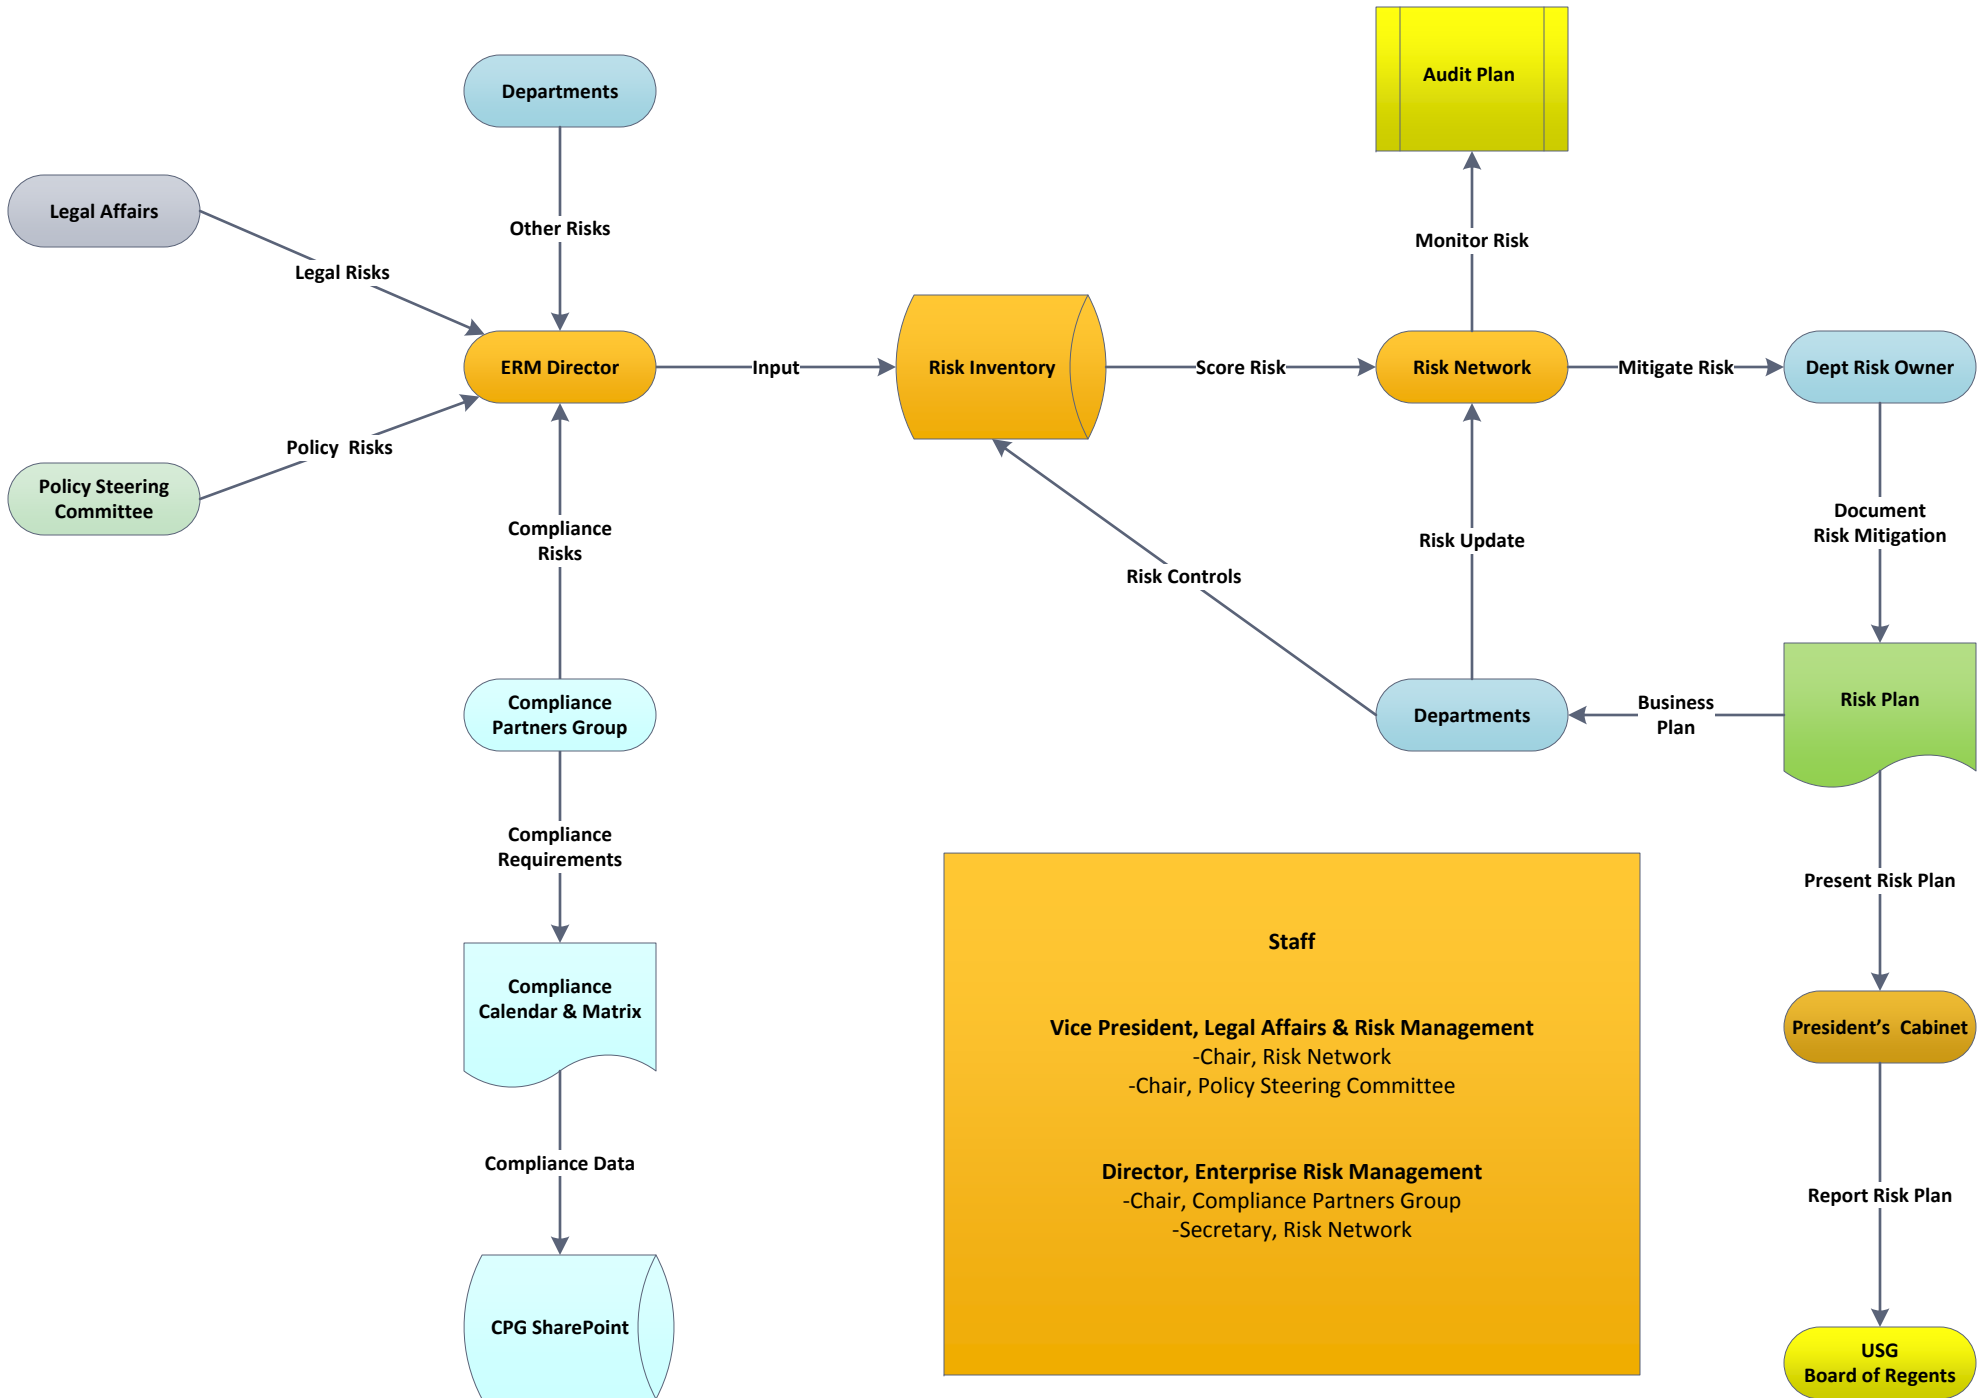 Audit Plan
Departments
Legal Affairs
Other Risks
Monitor Risk
Legal Risks
ERM Director
Input
Risk Inventory
Score Risk
Risk Network
Mitigate Risk
Dept Risk Owner
Policy  Risks
Policy Steering
Committee
Compliance
Risks
Risk Update
Document
Risk Mitigation
Risk Controls
Compliance
Partners Group
Departments
Business
Plan
Risk Plan
Compliance
Requirements
Present Risk Plan
Staff
Compliance
Calendar & Matrix
Vice President, Legal Affairs & Risk Management
-Chair, Risk Network
-Chair, Policy Steering Committee
President’s  Cabinet
Compliance Data
Director, Enterprise Risk Management
-Chair, Compliance Partners Group
-Secretary, Risk Network
Report Risk Plan
CPG SharePoint
USG
Board of Regents